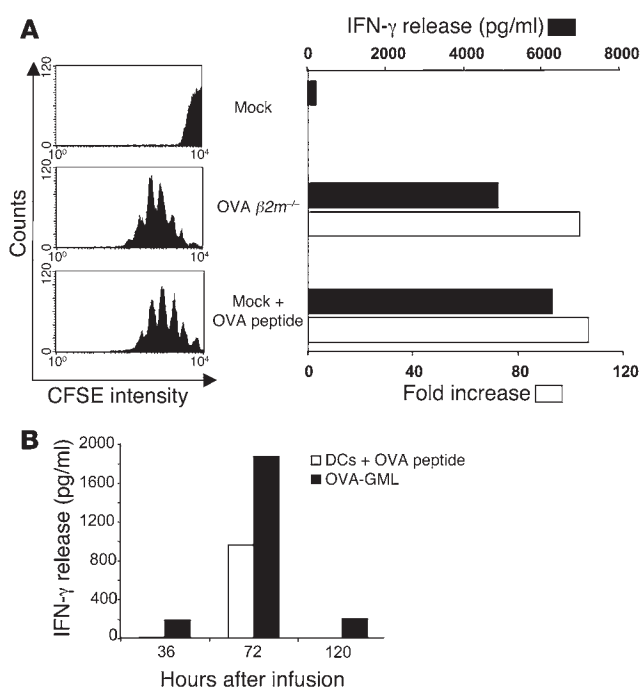 A
IFN-γ release (pg/ml)
0 2000 4000 6000 8000
120
0
10⁰ 10⁴
Mock
120
0
10⁰ 10⁴
OVA β2m⁻/⁻
120
0
10⁰ 10⁴
Mock +
OVA peptide
Counts
CFSE intensity
0 40 80 120
Fold increase
B
IFN-γ release (pg/ml)
2000
1600
1200
800
400
0
DCs + OVA peptide
OVA-GML
36 72 120
Hours after infusion